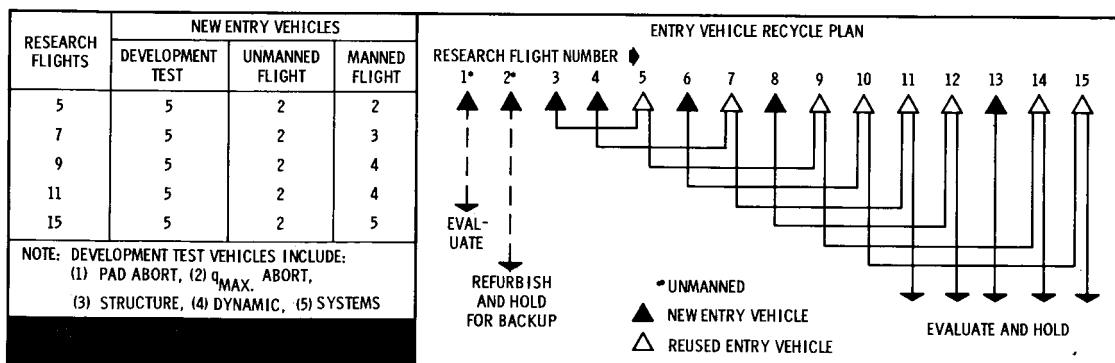 RESEARCH FLIGHTS
NEW ENTRY VEHICLES
DEVELOPMENT TEST
UNMANNED FLIGHT
MANNED FLIGHT
5 5 2 2
7 5 2 3
9 5 2 4
11 5 2 4
15 5 2 5
NOTE: DEVELOPMENT TEST VEHICLES INCLUDE:
(1) PAD ABORT, (2) qMAX. ABORT,
(3) STRUCTURE, (4) DYNAMIC, (5) SYSTEMS
ENTRY VEHICLE RECYCLE PLAN
RESEARCH FLIGHT NUMBER
1* 2* 3 4 5 6 7 8 9 10 11 12 13 14 15
EVAL-
UATE
REFURBISH
AND HOLD
FOR BACKUP
*UNMANNED
NEW ENTRY VEHICLE
REUSED ENTRY VEHICLE
EVALUATE AND HOLD